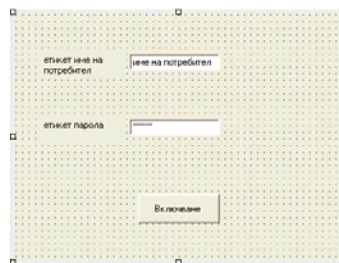 етикет име на
потребител
име на потребител
етикет парола
*****
Включване